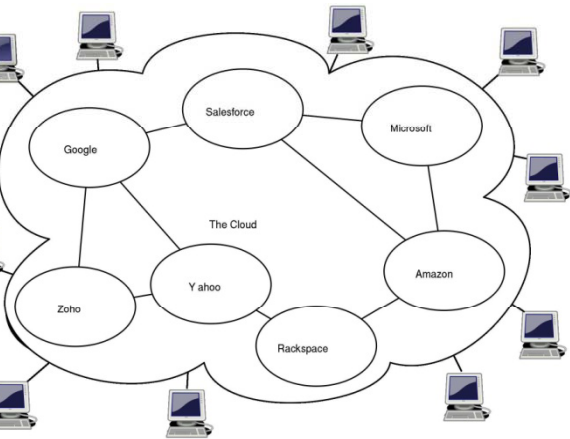 Salesforce
Microsoft
Google
The Cloud
Amazon
Y ahoo
Zoho
Rackspace